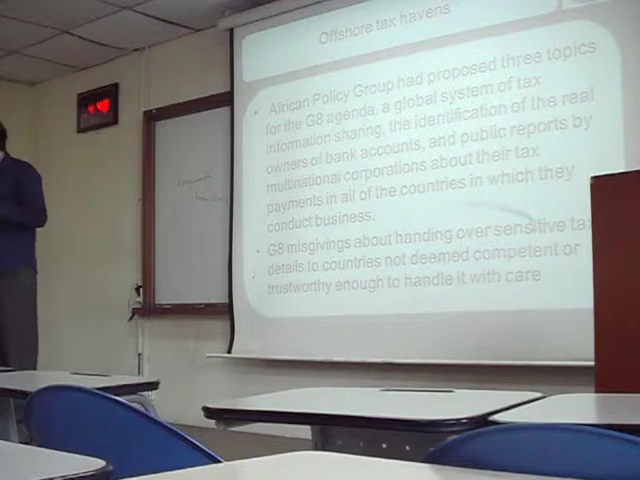 Offshore tax havens
African Policy Group had proposed three topics
for the G8 agenda, a global system of tax
information sharing, the identification of the real
owners of bank accounts, and public reports by
multinational corporations about their tax
payments in all of the countries in which they
conduct business.
G8 misgivings about handing over sensitive tax
details to countries not deemed competent or
trustworthy enough to handle it with care